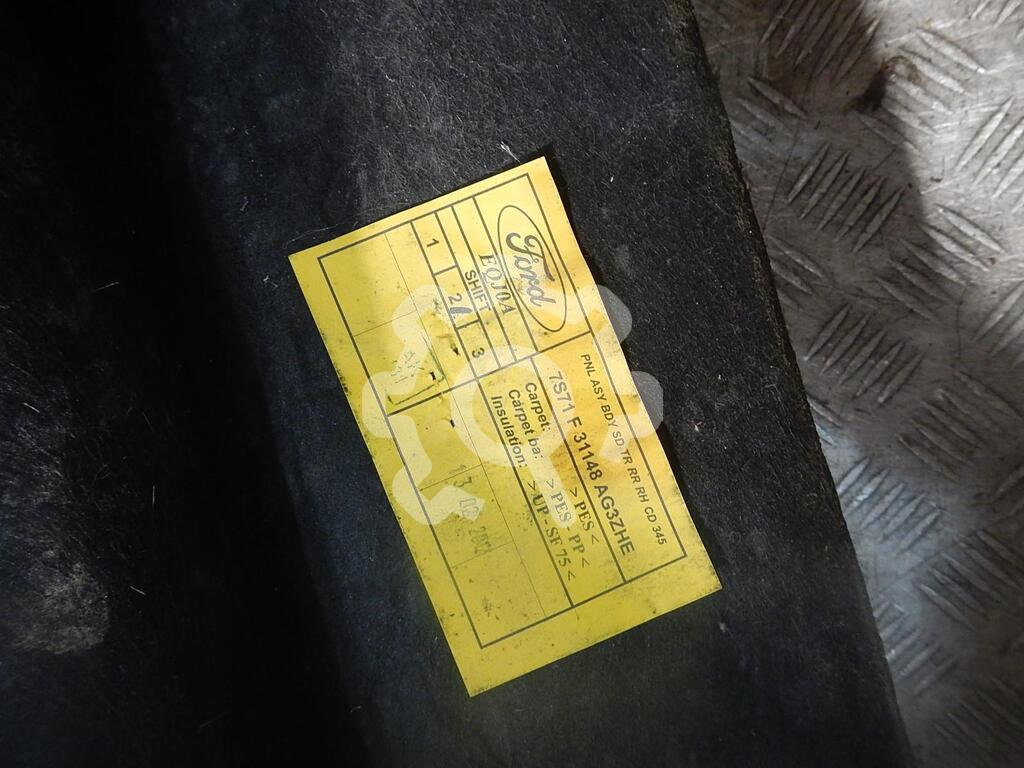 Ford
PNL ASY BDY SD TR RR RH CD 345
7S71 F 31148 AG3ZHE
EQJ0A
SHIFT
1 2 3
Carpet: > PES <
Carpet ba: > PES - PP <
Insulation: > UP - SF 75 <